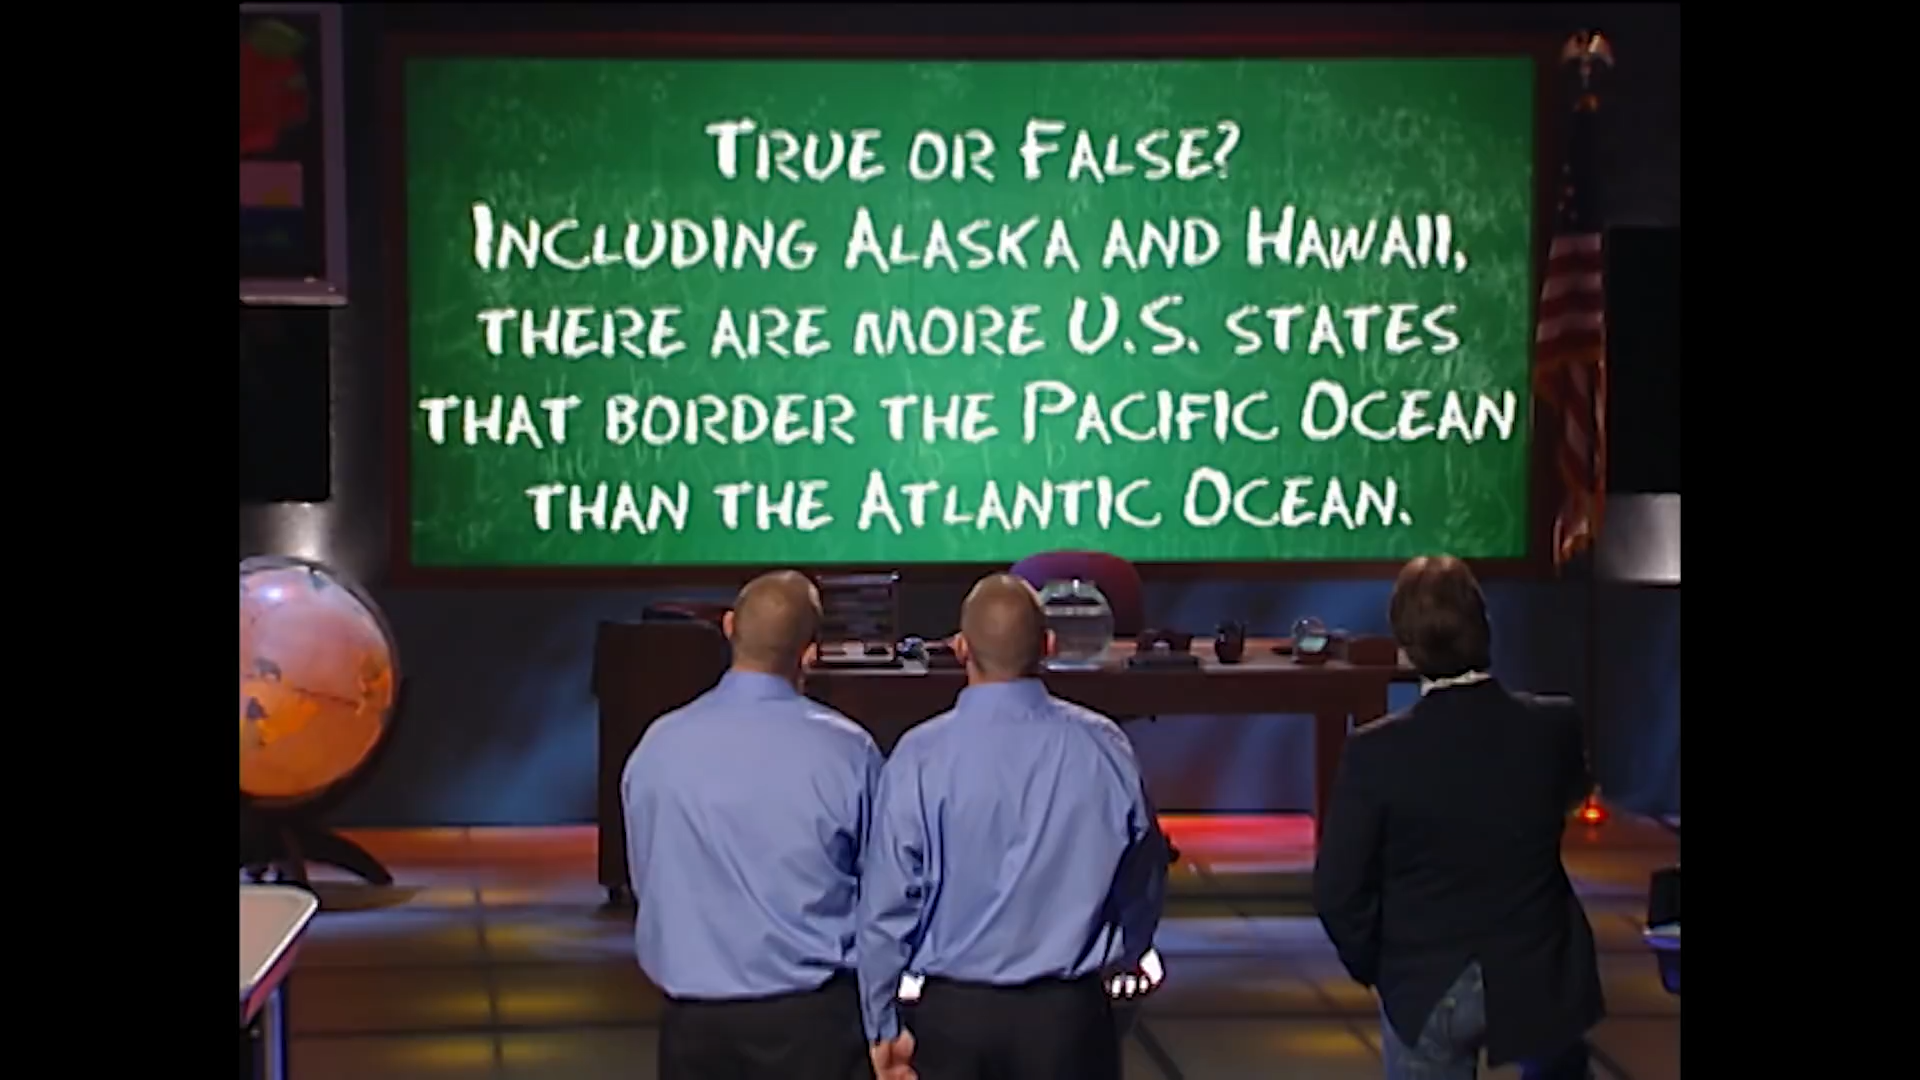 True or False?
Including Alaska and Hawaii,
there are more U.S. states
that border the Pacific Ocean
than the Atlantic Ocean.